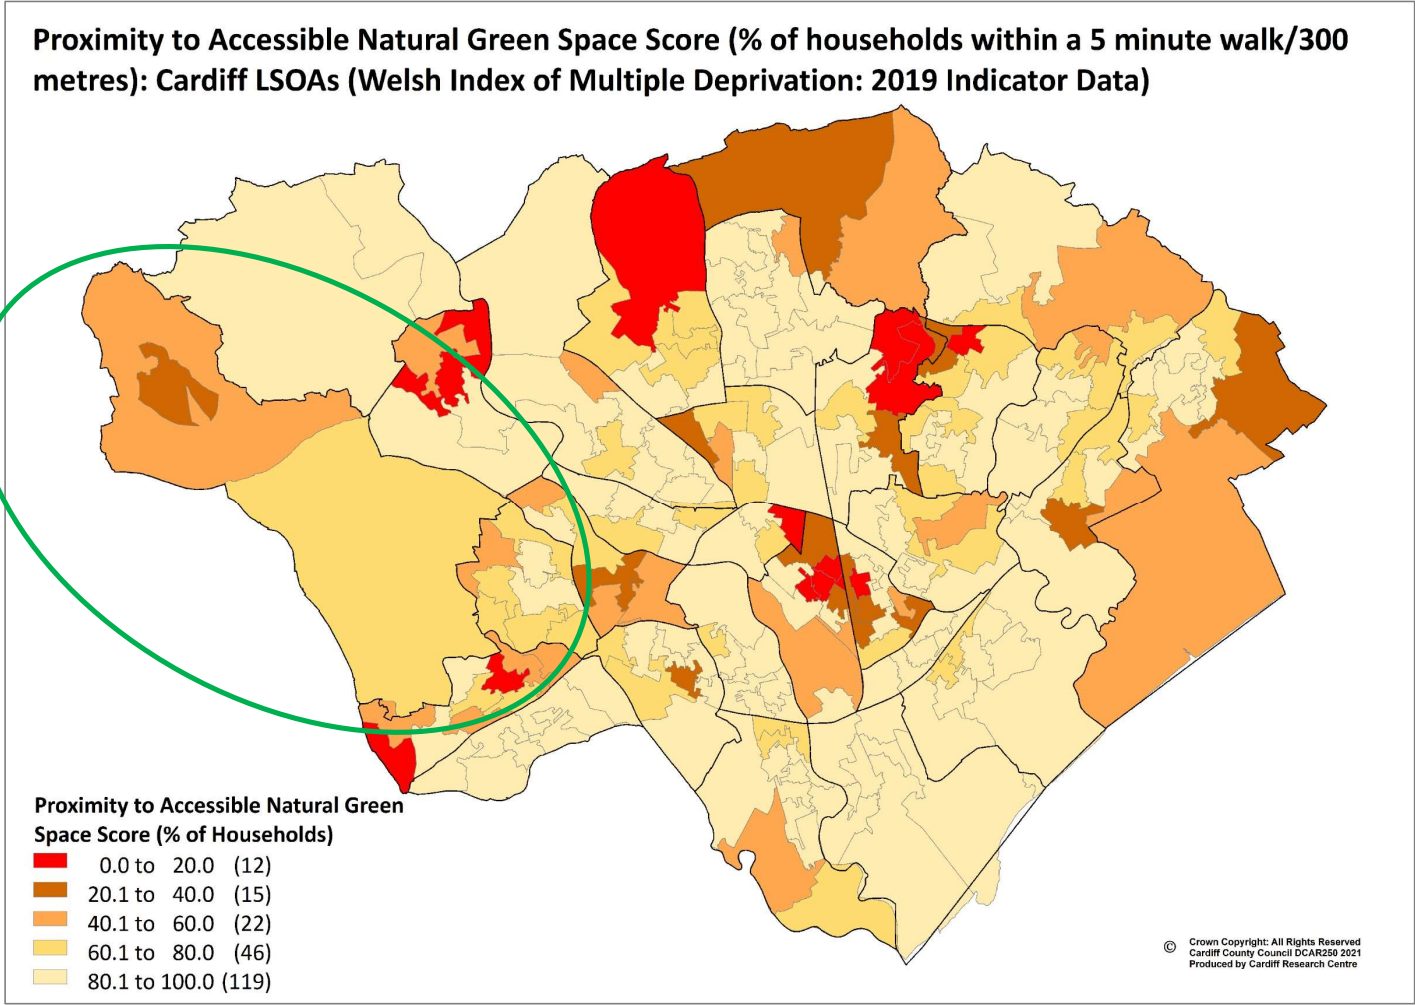 Proximity to Accessible Natural Green Space Score (% of households within a 5 minute walk/300
metres): Cardiff LSOAs (Welsh Index of Multiple Deprivation: 2019 Indicator Data)
Proximity to Accessible Natural Green
Space Score (% of Households)
0.0 to 20.0 (12)
20.1 to 40.0 (15)
40.1 to 60.0 (22)
60.1 to 80.0 (46)
80.1 to 100.0 (119)
© Crown Copyright: All Rights Reserved
Cardiff County Council DCAR250 2021
Produced by Cardiff Research Centre